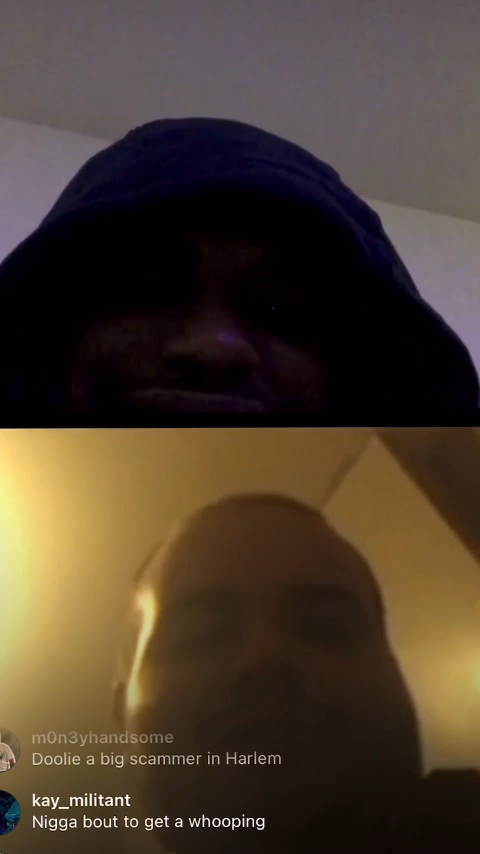 m0n3yhandsome
Doolie a big scammer in Harlem
kay_militant
Nigga bout to get a whooping